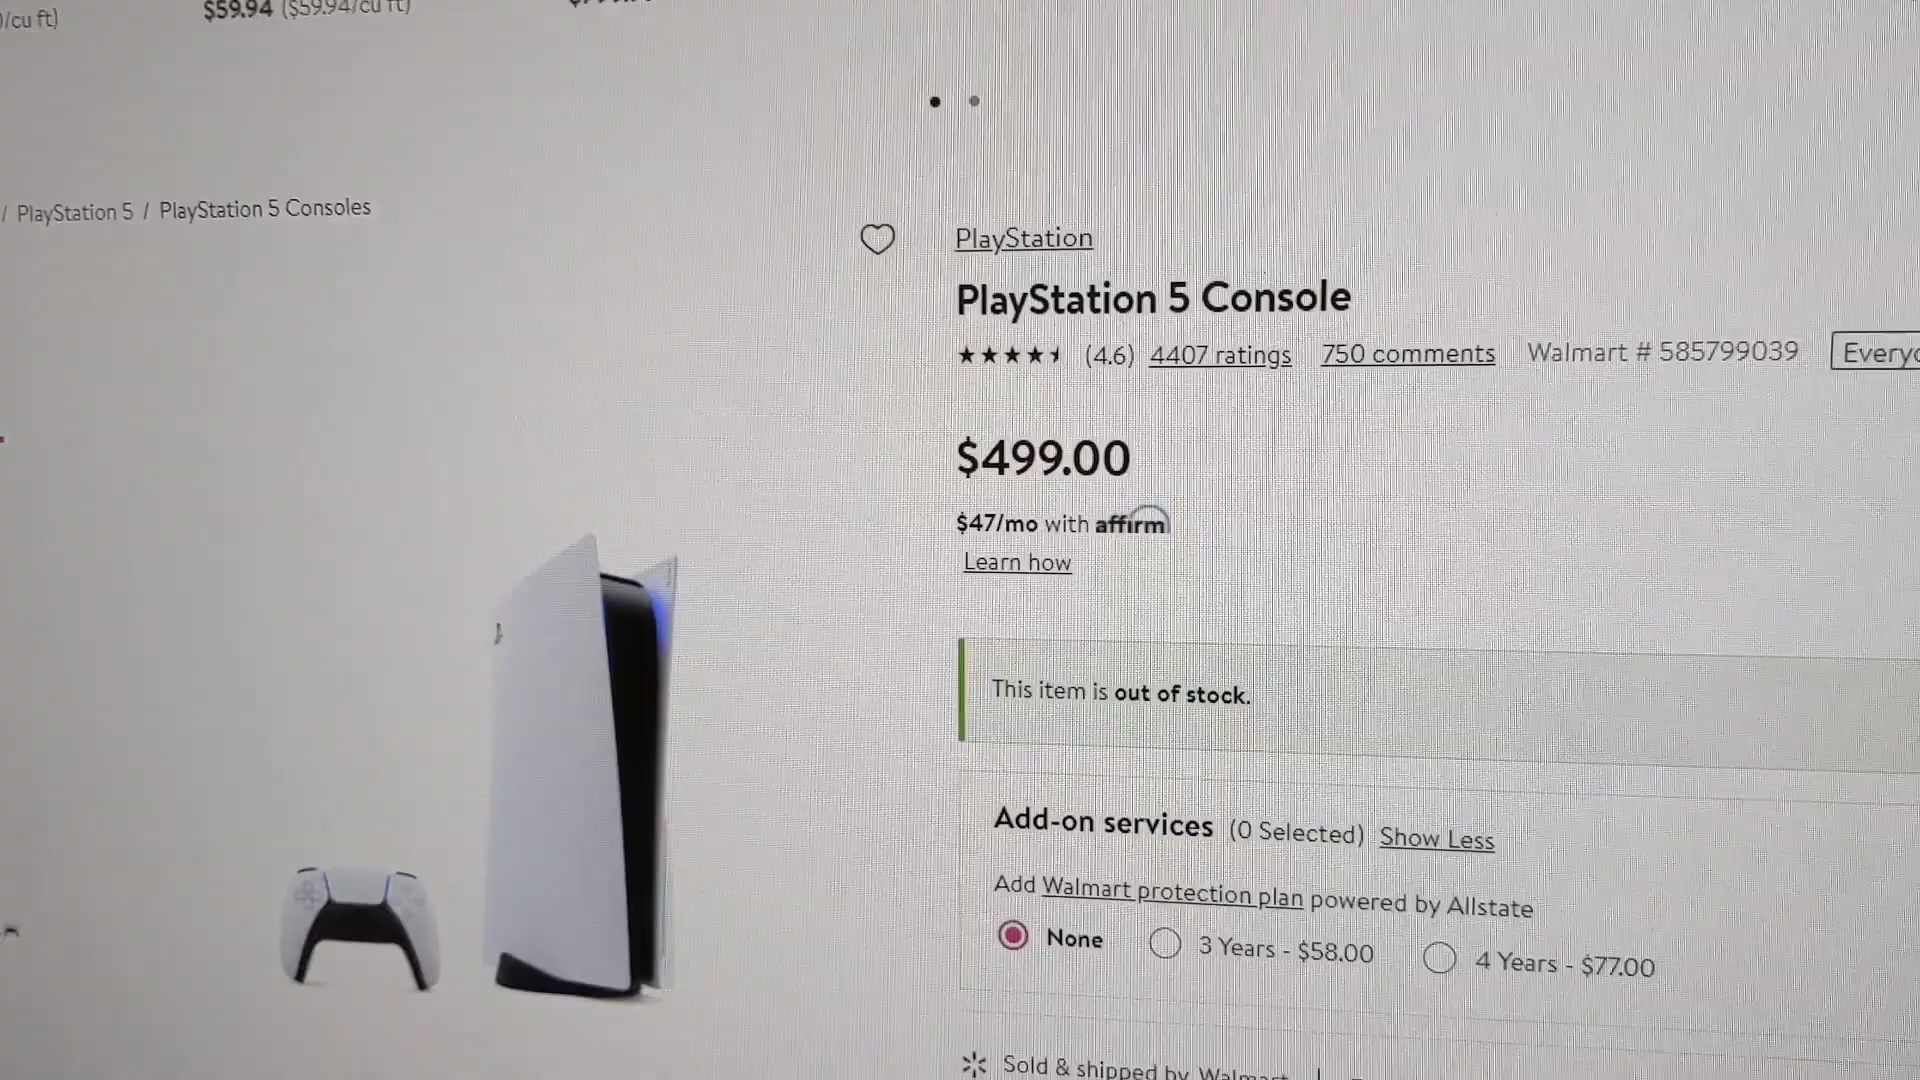 /cu ft)
$59.94 ($59.94/cu ft)
/ PlayStation 5 / PlayStation 5 Consoles
PlayStation
PlayStation 5 Console
(4.6) 4407 ratings 750 comments Walmart # 585799039
$499.00
$47/mo with affirm
Learn how
This item is out of stock.
Add-on services (0 Selected) Show Less
Add Walmart protection plan powered by Allstate
None 3 Years - $58.00 4 Years - $77.00
Sold & shipped by Walmart